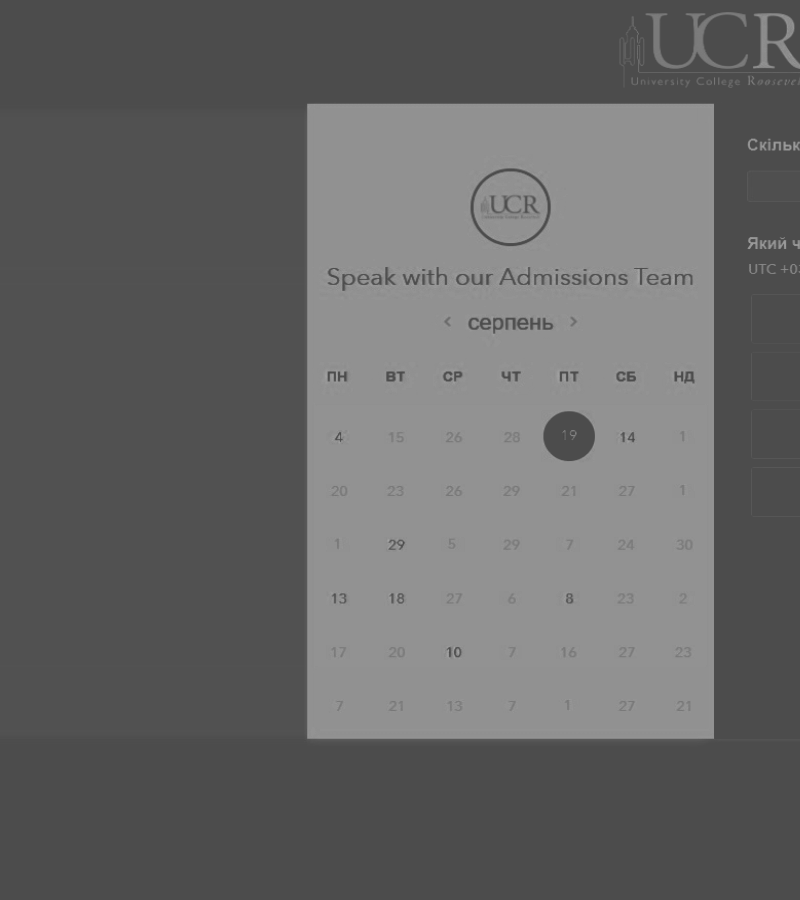 UCR
University College Roosevel
Скільк
UCR
Який ч
UTC +03
Speak with our Admissions Team
< серпень >
ПН ВТ СР ЧТ ПТ СБ НД
4 15 26 28 19 14 1
20 23 26 29 21 27 1
1 29 5 29 7 24 30
13 18 27 6 8 23 2
17 20 10 7 16 27 23
7 21 13 7 1 27 21